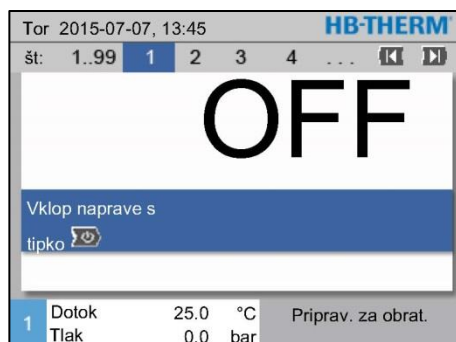 Tor 2015-07-07, 13:45 HB-THERM
št: 1..99 1 2 3 4 ...
OFF
Vklop naprave s
tipko
1 Dotok 25.0 °C Priprav. za obrat.
Tlak 0.0 bar